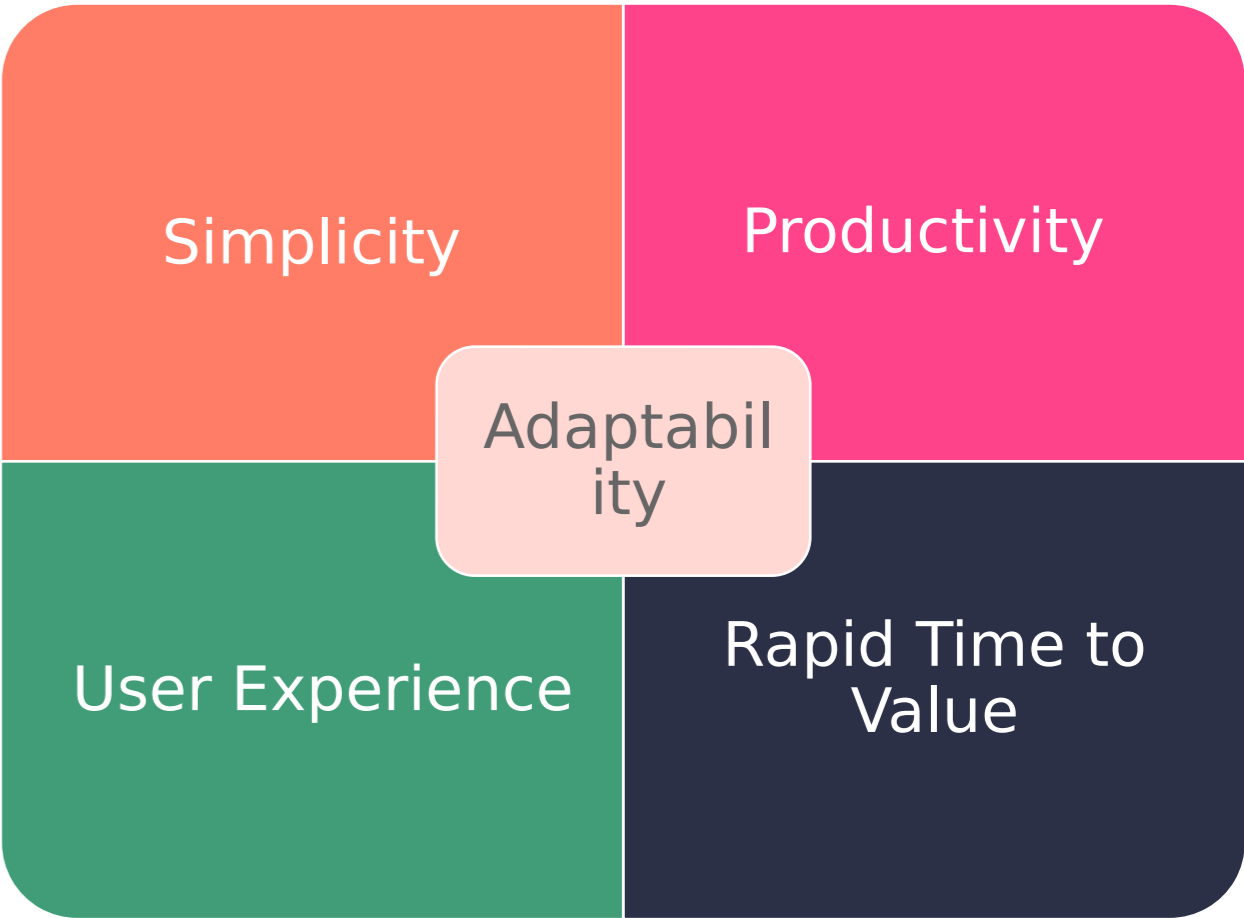 Simplicity
Productivity
Adaptabil
ity
User Experience
Rapid Time to
Value